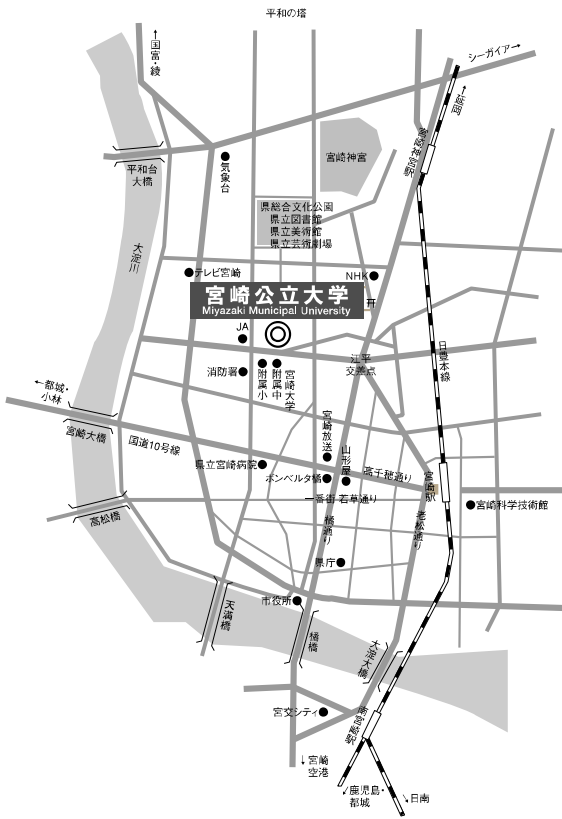 平和の塔
シーガイア→
←国富・綾
←延岡
宮崎神宮駅
宮崎神宮
平和台
大橋
気象台
県総合文化公園
県立図書館
県立美術館
県立芸術劇場
大淀川
テレビ宮崎
NHK
宮崎公立大学
Miyazaki Municipal University
JA
日豊本線
江平
交差点
消防署
附属小
附属中
宮崎大学
←都城・
小林
宮崎大橋
国道10号線
宮崎放送
山形屋
県立宮崎病院
高千穂通り
ボンベルタ橘
宮崎駅
一番街 若草通り
宮崎科学技術館
高松橋
橘通り
老松通り
県庁
市役所
天満橋
橘橋
大淀大橋
宮交シティ
南宮崎駅
↓宮崎
空港
↙鹿児島・
都城
↘日南